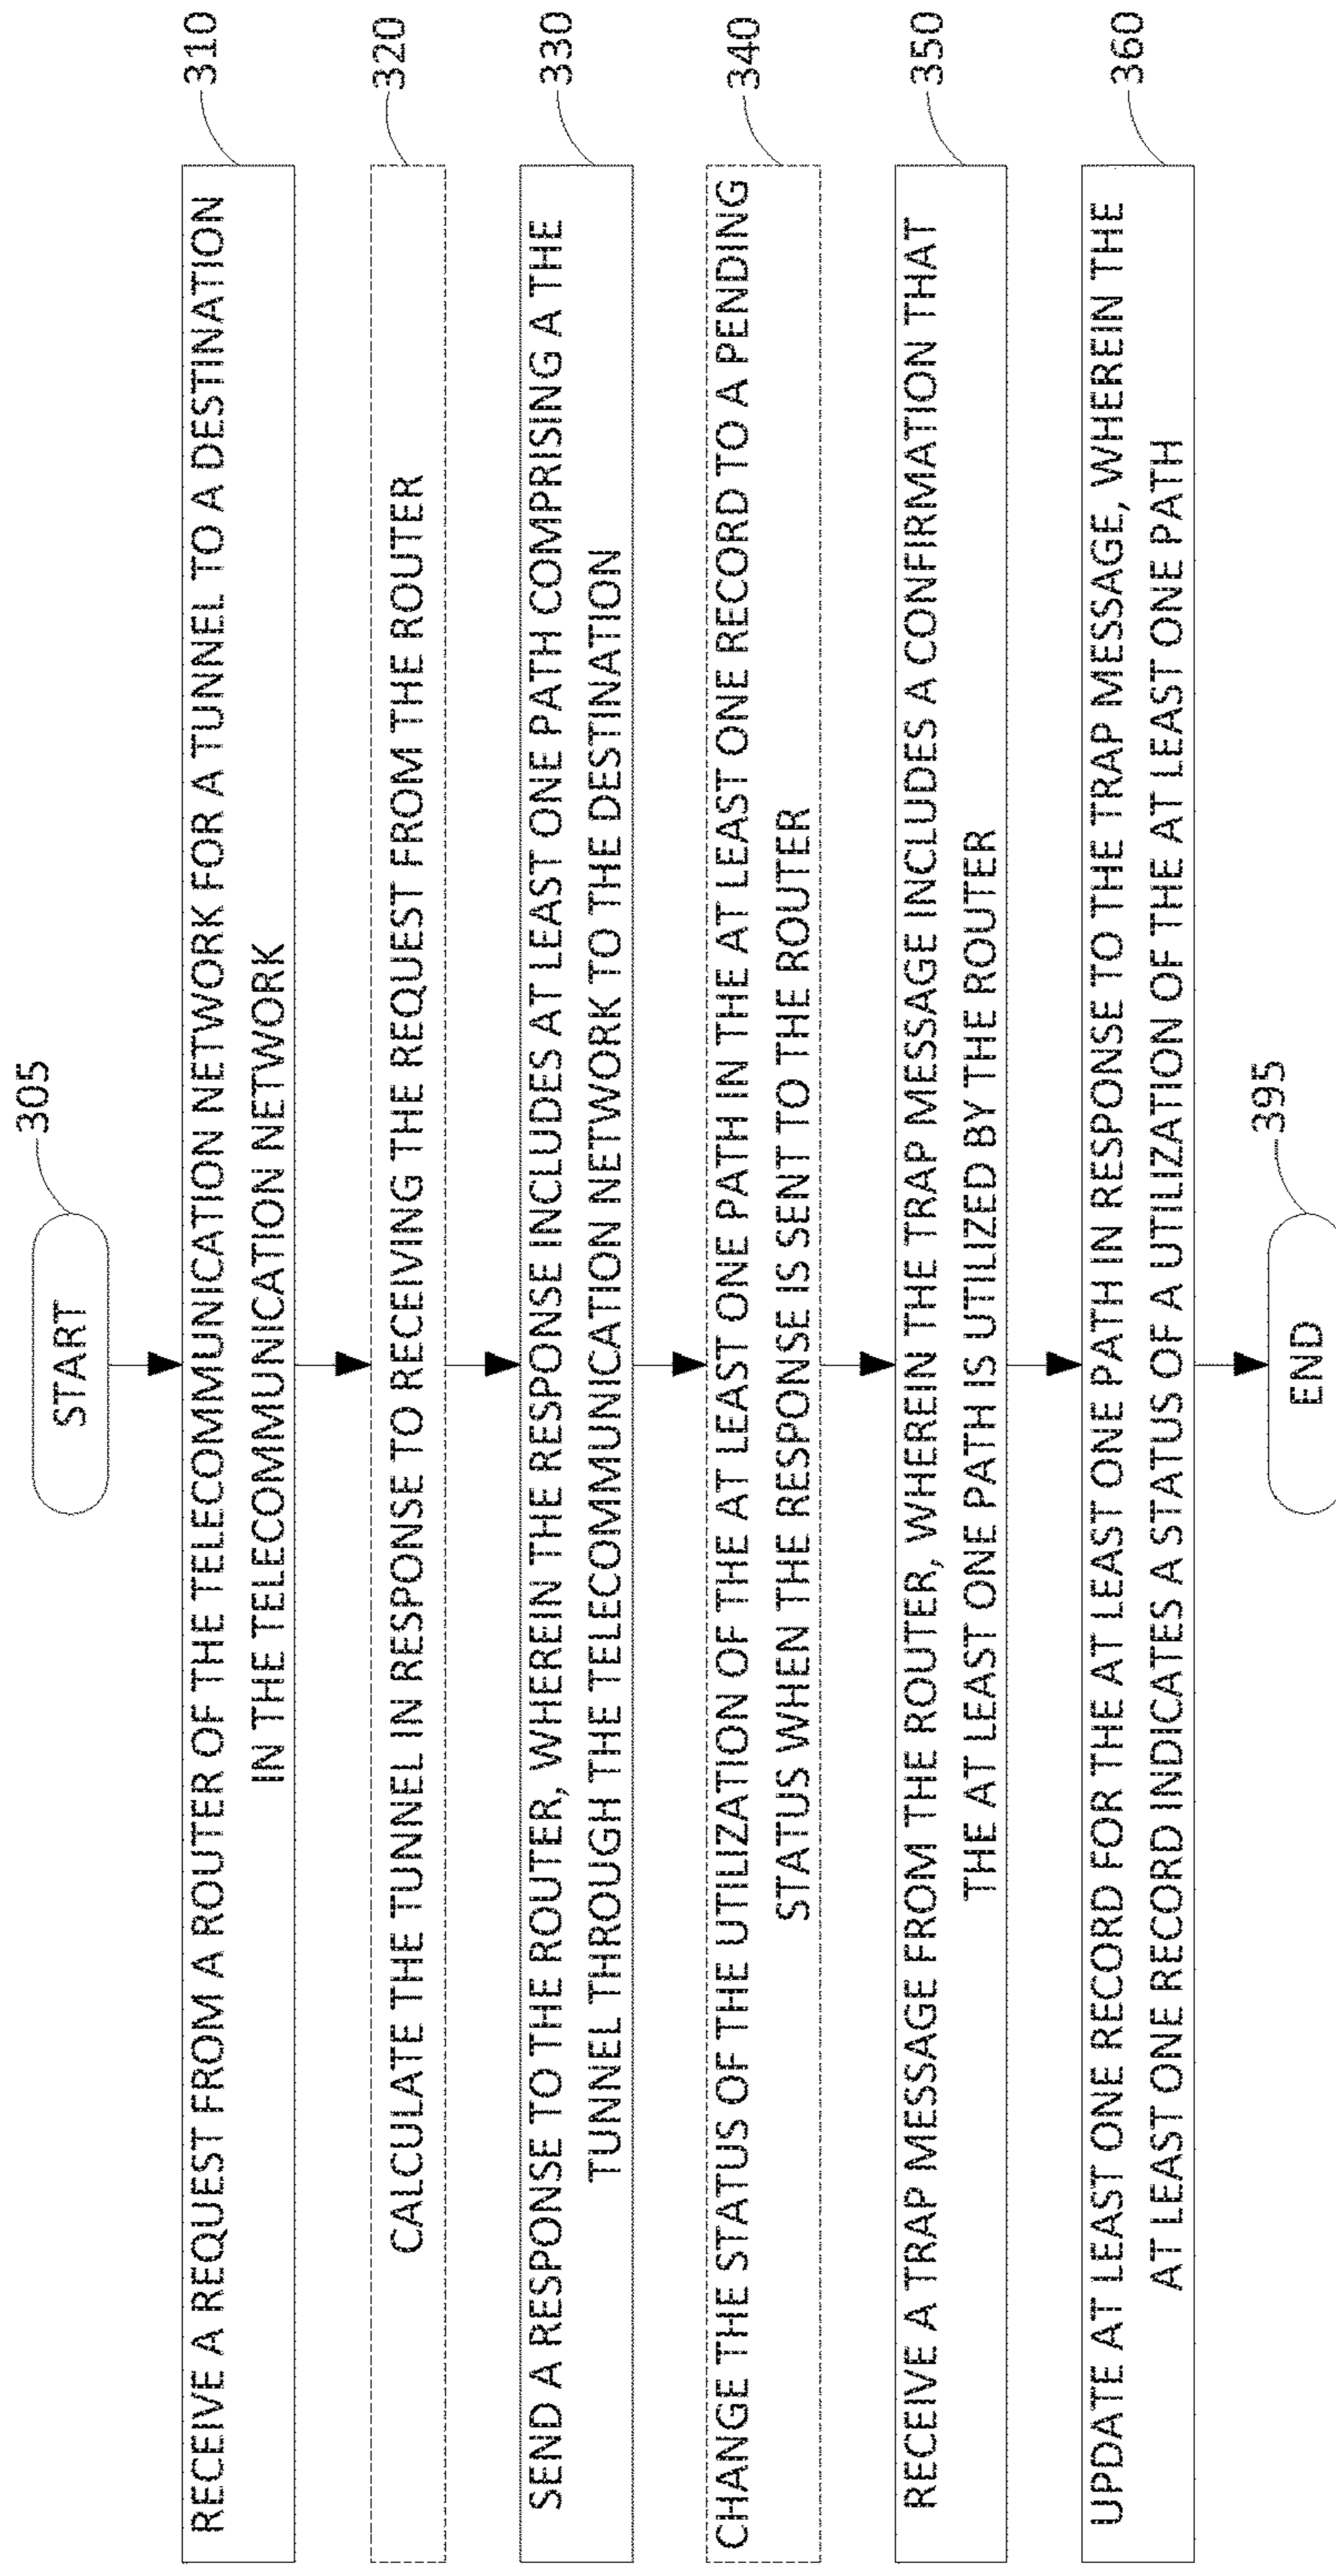 305
START
310
RECEIVE A REQUEST FROM A ROUTER OF THE TELECOMMUNICATION NETWORK FOR A TUNNEL TO A DESTINATION
IN THE TELECOMMUNICATION NETWORK
320
CALCULATE THE TUNNEL IN RESPONSE TO RECEIVING THE REQUEST FROM THE ROUTER
330
SEND A RESPONSE TO THE ROUTER, WHEREIN THE RESPONSE INCLUDES AT LEAST ONE PATH COMPRISING A THE
TUNNEL THROUGH THE TELECOMMUNICATION NETWORK TO THE DESTINATION
340
CHANGE THE STATUS OF THE UTILIZATION OF THE AT LEAST ONE PATH IN THE AT LEAST ONE RECORD TO A PENDING
STATUS WHEN THE RESPONSE IS SENT TO THE ROUTER
350
RECEIVE A TRAP MESSAGE FROM THE ROUTER, WHEREIN THE TRAP MESSAGE INCLUDES A CONFIRMATION THAT
THE AT LEAST ONE PATH IS UTILIZED BY THE ROUTER
360
UPDATE AT LEAST ONE RECORD FOR THE AT LEAST ONE PATH IN RESPONSE TO THE TRAP MESSAGE, WHEREIN THE
AT LEAST ONE RECORD INDICATES A STATUS OF A UTILIZATION OF THE AT LEAST ONE PATH
395
END